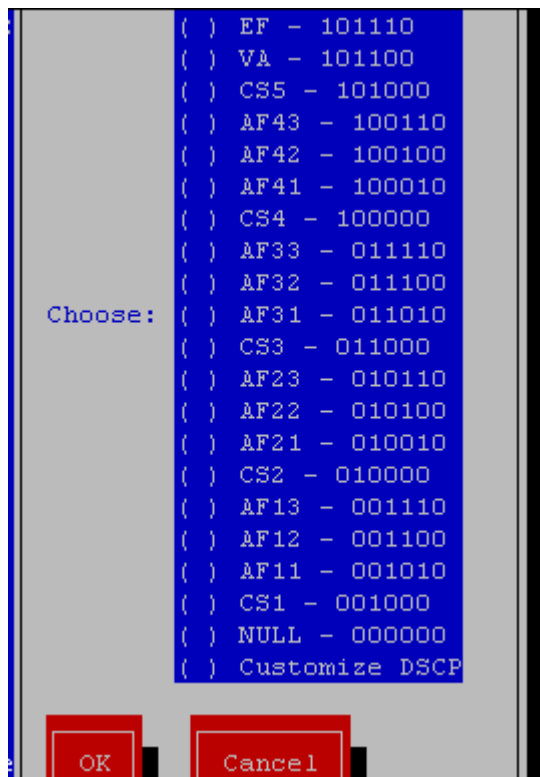 ( ) EF - 101110
( ) VA - 101100
( ) CS5 - 101000
( ) AF43 - 100110
( ) AF42 - 100100
( ) AF41 - 100010
( ) CS4 - 100000
( ) AF33 - 011110
( ) AF32 - 011100
Choose: ( ) AF31 - 011010
( ) CS3 - 011000
( ) AF23 - 010110
( ) AF22 - 010100
( ) AF21 - 010010
( ) CS2 - 010000
( ) AF13 - 001110
( ) AF12 - 001100
( ) AF11 - 001010
( ) CS1 - 001000
( ) NULL - 000000
( ) Customize DSCP
OK Cancel